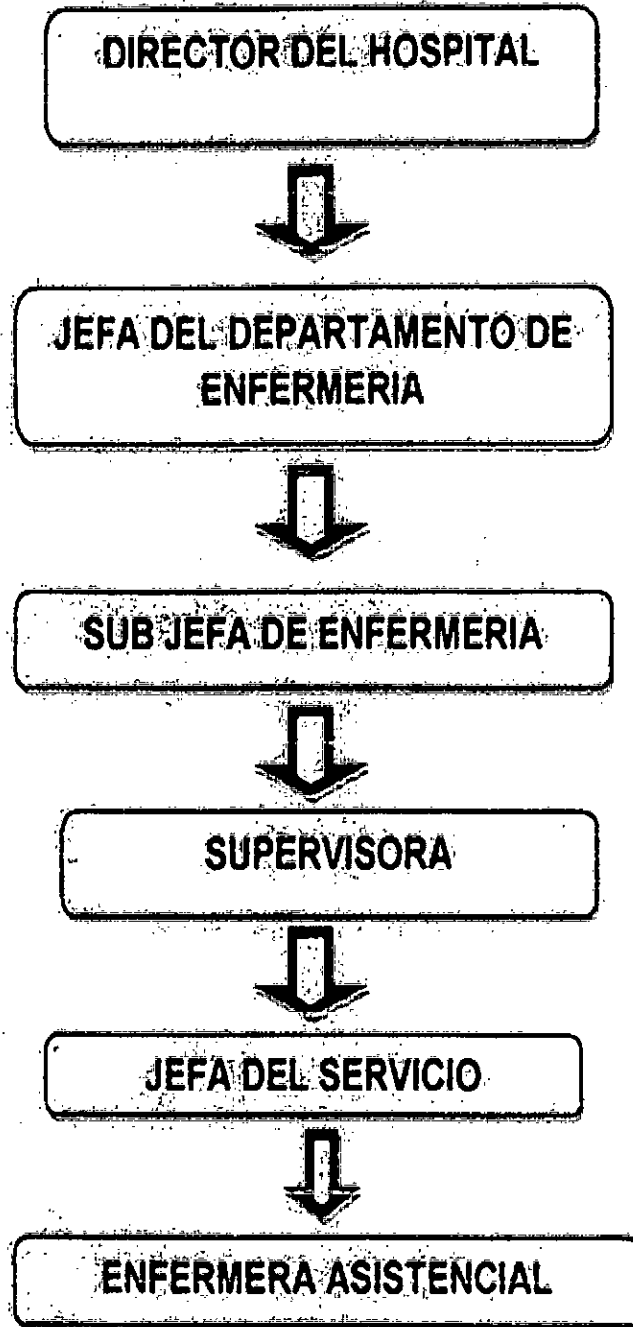 DIRECTOR DEL HOSPITAL
JEFA DEL DEPARTAMENTO DE
ENFERMERIA
SUB JEFA DE ENFERMERIA
SUPERVISORA
JEFA DEL SERVICIO
ENFERMERA ASISTENCIAL